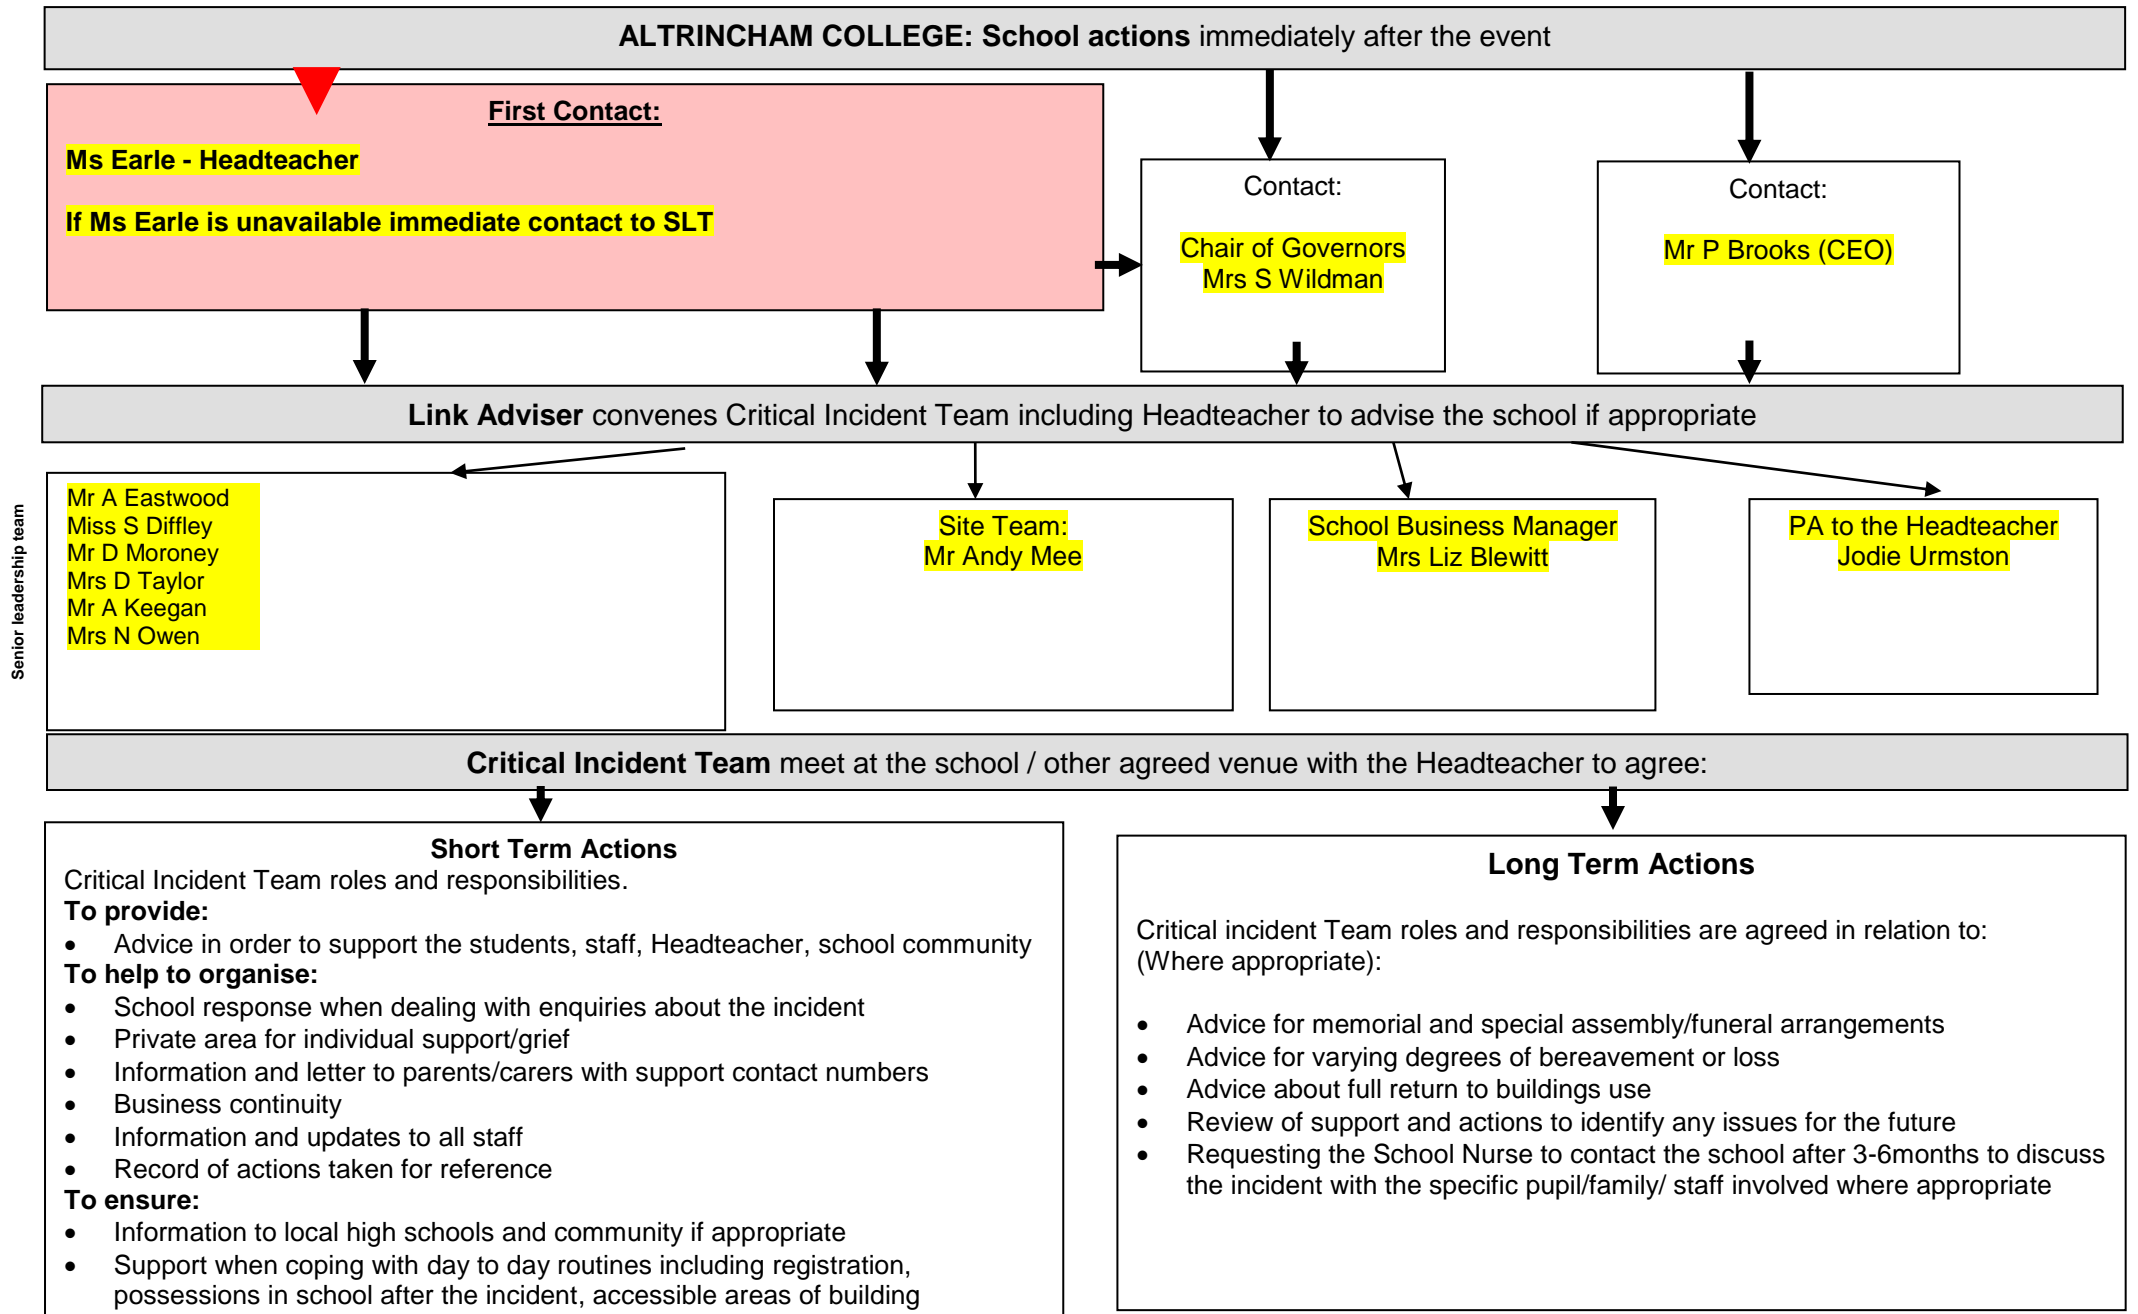 ALTRINCHAM COLLEGE: School actions immediately after the event
First Contact:
Ms Earle - Headteacher
If Ms Earle is unavailable immediate contact to SLT
Contact:
Chair of Governors
Mrs S Wildman
Contact:
Mr P Brooks (CEO)
Link Adviser convenes Critical Incident Team including Headteacher to advise the school if appropriate
Senior leadership team
Mr A Eastwood
Miss S Diffley
Mr D Moroney
Mrs D Taylor
Mr A Keegan
Mrs N Owen
Site Team:
Mr Andy Mee
School Business Manager
Mrs Liz Blewitt
PA to the Headteacher
Jodie Urmston
Critical Incident Team meet at the school / other agreed venue with the Headteacher to agree:
Short Term Actions
Critical Incident Team roles and responsibilities.
To provide:
• Advice in order to support the students, staff, Headteacher, school community
To help to organise:
• School response when dealing with enquiries about the incident
• Private area for individual support/grief
• Information and letter to parents/carers with support contact numbers
• Business continuity
• Information and updates to all staff
• Record of actions taken for reference
To ensure:
• Information to local high schools and community if appropriate
• Support when coping with day to day routines including registration,
possessions in school after the incident, accessible areas of building
Long Term Actions
Critical incident Team roles and responsibilities are agreed in relation to:
(Where appropriate):
• Advice for memorial and special assembly/funeral arrangements
• Advice for varying degrees of bereavement or loss
• Advice about full return to buildings use
• Review of support and actions to identify any issues for the future
• Requesting the School Nurse to contact the school after 3-6months to discuss
the incident with the specific pupil/family/ staff involved where appropriate